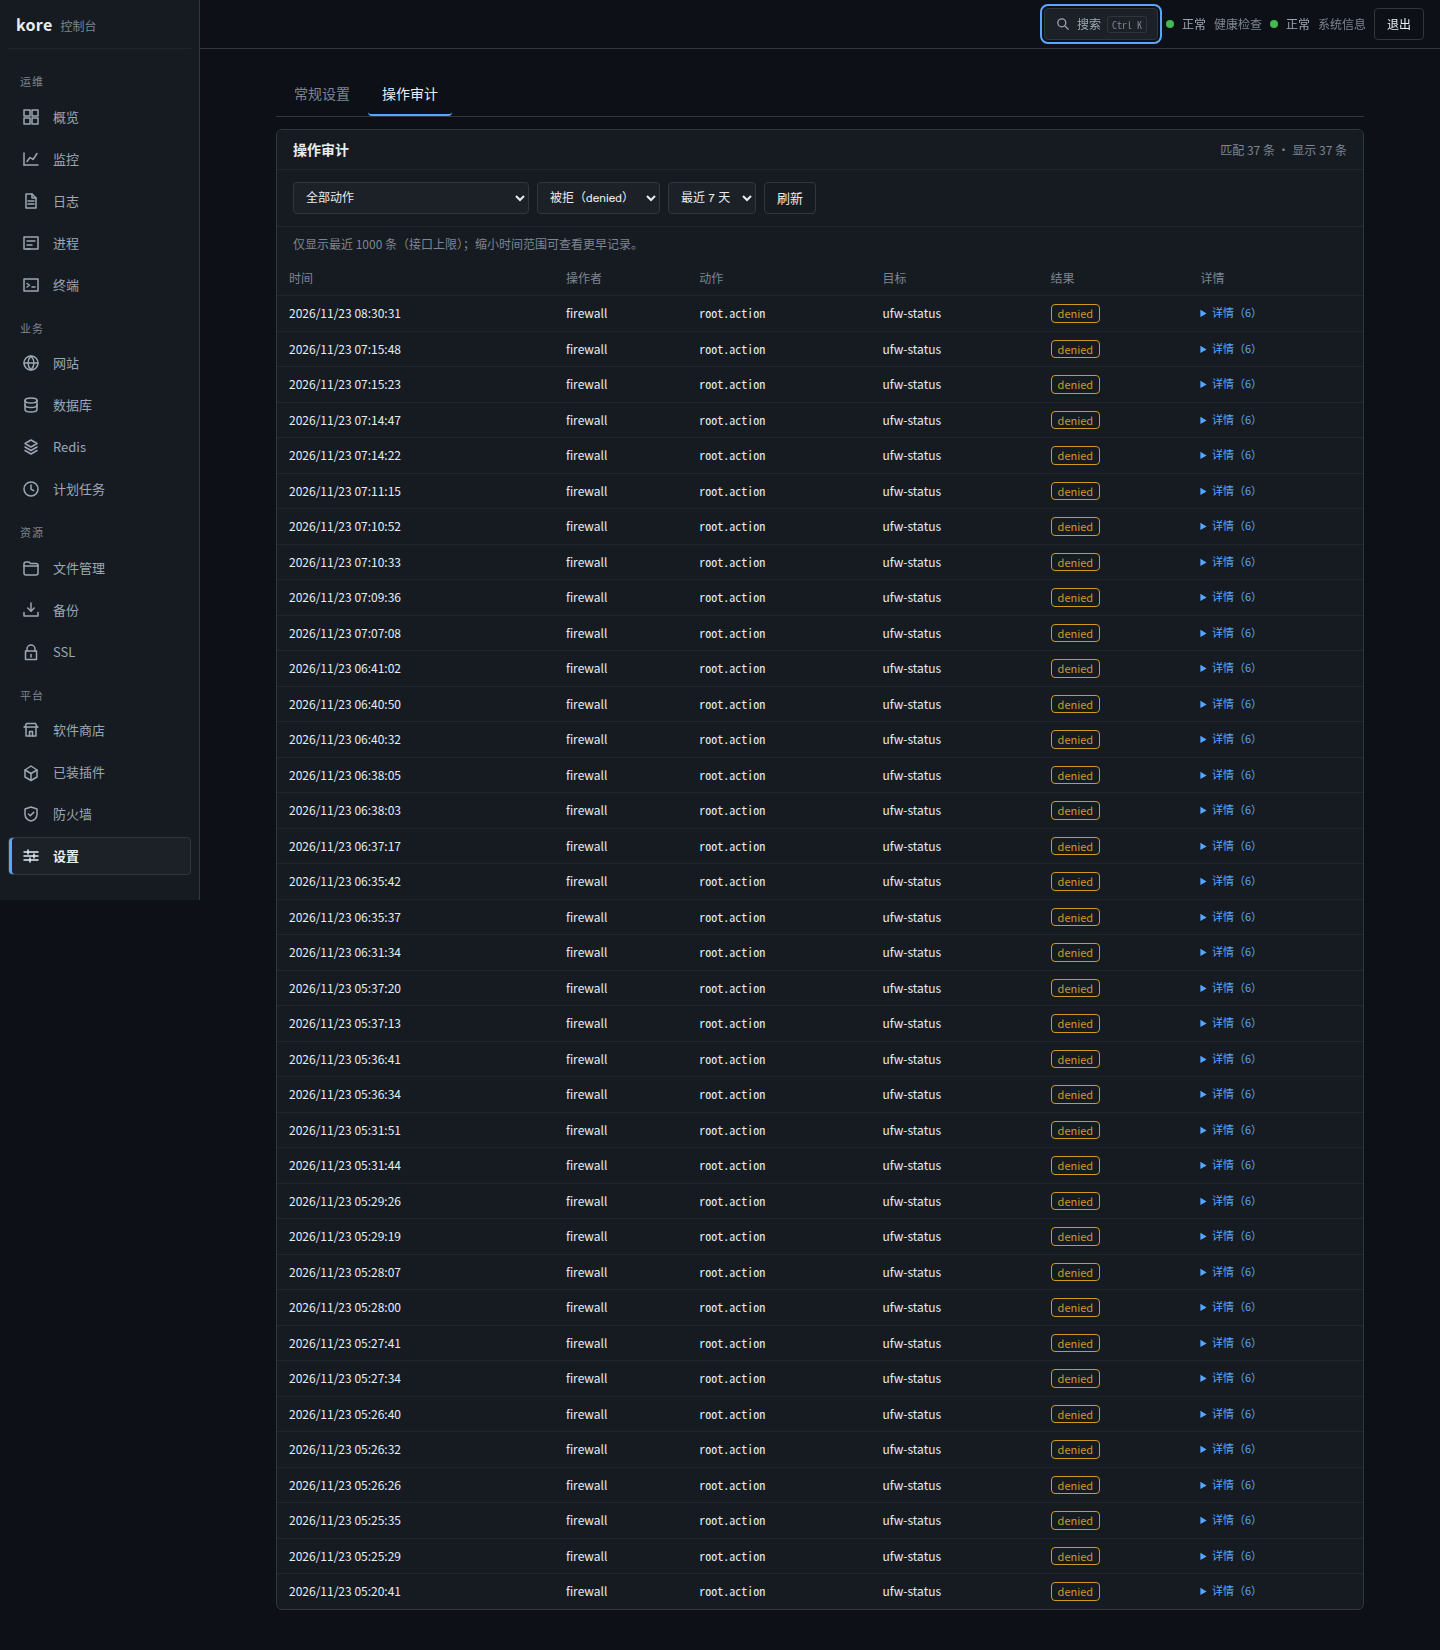 kore 控制台
搜索 Ctrl K 正常 健康检查 正常 系统信息 退出
运维
概览
监控
日志
进程
终端
业务
网站
数据库
Redis
计划任务
资源
文件管理
备份
SSL
平台
软件商店
已装插件
防火墙
设置
常规设置 操作审计
操作审计 匹配 37 条 · 显示 37 条
全部动作 被拒（denied） 最近 7 天 刷新
仅显示最近 1000 条（接口上限）；缩小时间范围可查看更早记录。
时间 操作者 动作 目标 结果 详情
2026/11/23 08:30:31 firewall root.action ufw-status denied ▶ 详情（6）
2026/11/23 07:15:48 firewall root.action ufw-status denied ▶ 详情（6）
2026/11/23 07:15:23 firewall root.action ufw-status denied ▶ 详情（6）
2026/11/23 07:14:47 firewall root.action ufw-status denied ▶ 详情（6）
2026/11/23 07:14:22 firewall root.action ufw-status denied ▶ 详情（6）
2026/11/23 07:11:15 firewall root.action ufw-status denied ▶ 详情（6）
2026/11/23 07:10:52 firewall root.action ufw-status denied ▶ 详情（6）
2026/11/23 07:10:33 firewall root.action ufw-status denied ▶ 详情（6）
2026/11/23 07:09:36 firewall root.action ufw-status denied ▶ 详情（6）
2026/11/23 07:07:08 firewall root.action ufw-status denied ▶ 详情（6）
2026/11/23 06:41:02 firewall root.action ufw-status denied ▶ 详情（6）
2026/11/23 06:40:50 firewall root.action ufw-status denied ▶ 详情（6）
2026/11/23 06:40:32 firewall root.action ufw-status denied ▶ 详情（6）
2026/11/23 06:38:05 firewall root.action ufw-status denied ▶ 详情（6）
2026/11/23 06:38:03 firewall root.action ufw-status denied ▶ 详情（6）
2026/11/23 06:37:17 firewall root.action ufw-status denied ▶ 详情（6）
2026/11/23 06:35:42 firewall root.action ufw-status denied ▶ 详情（6）
2026/11/23 06:35:37 firewall root.action ufw-status denied ▶ 详情（6）
2026/11/23 06:31:34 firewall root.action ufw-status denied ▶ 详情（6）
2026/11/23 05:37:20 firewall root.action ufw-status denied ▶ 详情（6）
2026/11/23 05:37:13 firewall root.action ufw-status denied ▶ 详情（6）
2026/11/23 05:36:41 firewall root.action ufw-status denied ▶ 详情（6）
2026/11/23 05:36:34 firewall root.action ufw-status denied ▶ 详情（6）
2026/11/23 05:31:51 firewall root.action ufw-status denied ▶ 详情（6）
2026/11/23 05:31:44 firewall root.action ufw-status denied ▶ 详情（6）
2026/11/23 05:29:26 firewall root.action ufw-status denied ▶ 详情（6）
2026/11/23 05:29:19 firewall root.action ufw-status denied ▶ 详情（6）
2026/11/23 05:28:07 firewall root.action ufw-status denied ▶ 详情（6）
2026/11/23 05:28:00 firewall root.action ufw-status denied ▶ 详情（6）
2026/11/23 05:27:41 firewall root.action ufw-status denied ▶ 详情（6）
2026/11/23 05:27:34 firewall root.action ufw-status denied ▶ 详情（6）
2026/11/23 05:26:40 firewall root.action ufw-status denied ▶ 详情（6）
2026/11/23 05:26:32 firewall root.action ufw-status denied ▶ 详情（6）
2026/11/23 05:26:26 firewall root.action ufw-status denied ▶ 详情（6）
2026/11/23 05:25:35 firewall root.action ufw-status denied ▶ 详情（6）
2026/11/23 05:25:29 firewall root.action ufw-status denied ▶ 详情（6）
2026/11/23 05:20:41 firewall root.action ufw-status denied ▶ 详情（6）